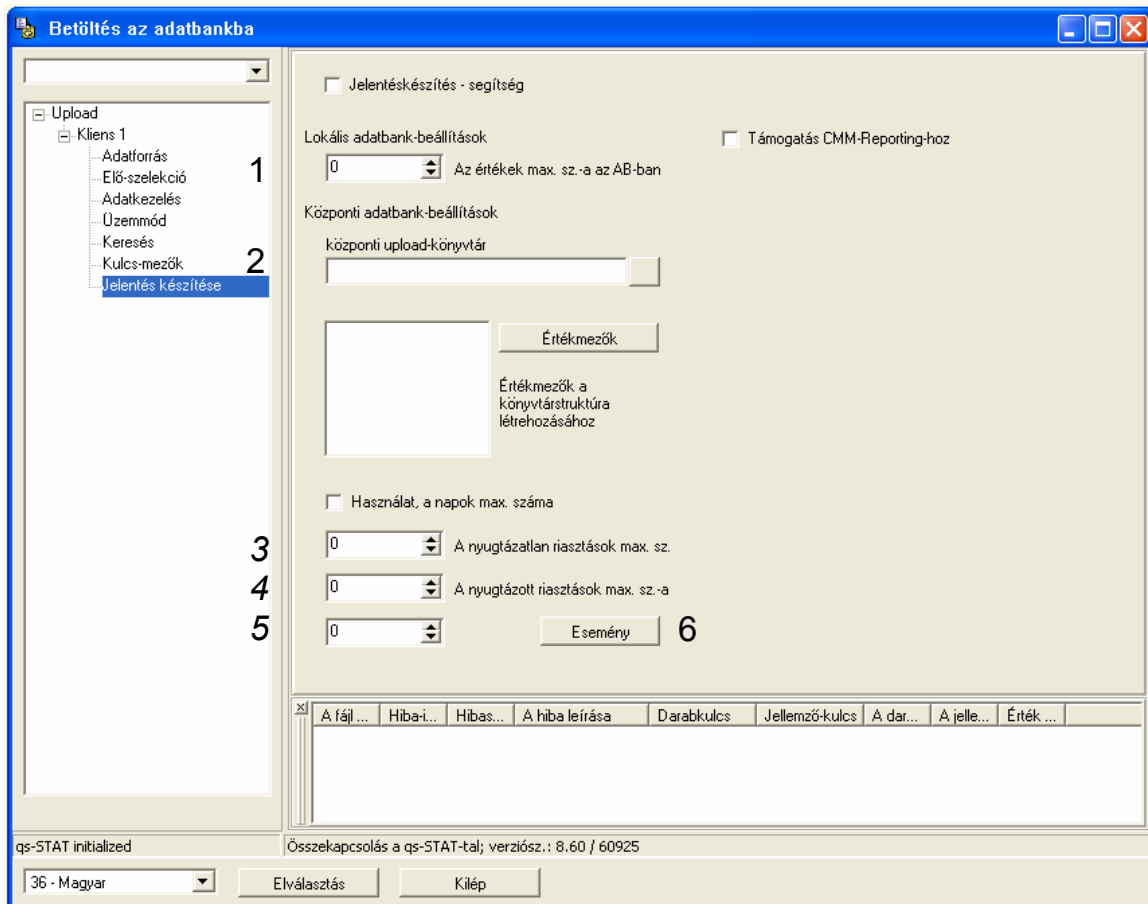 Betöltés az adatbankba
Upload
Kliens 1
Adatforrás
Elő-szelekció
Adatkezelés
Üzemmód
Keresés
Kulcs-mezők
Jelentés készítése
1
2
3
4
5
Jelentéskészítés - segítség
Lokális adatbank-beállítások
Támogatás CMM-Reporting-hoz
0
Az értékek max. sz.-a az AB-ban
Központi adatbank-beállítások
központi upload-könyvtár
Értékmezők
Értékmezők a
könyvtárstruktúra
létrehozásához
Használat, a napok max. száma
0
A nyugtázatlan riasztások max. sz.
0
A nyugtázott riasztások max. sz.-a
0
Esemény
6
A fájl ... Hiba-i... Hibas... A hiba leírása Darabkulcs Jellemző-kulcs A dar... A jelle... Érték ...
qs-STAT initialized
Összekapcsolás a qs-STAT-tal; verziósz.: 8.60 / 60925
36 - Magyar
Elválasztás
Kilép